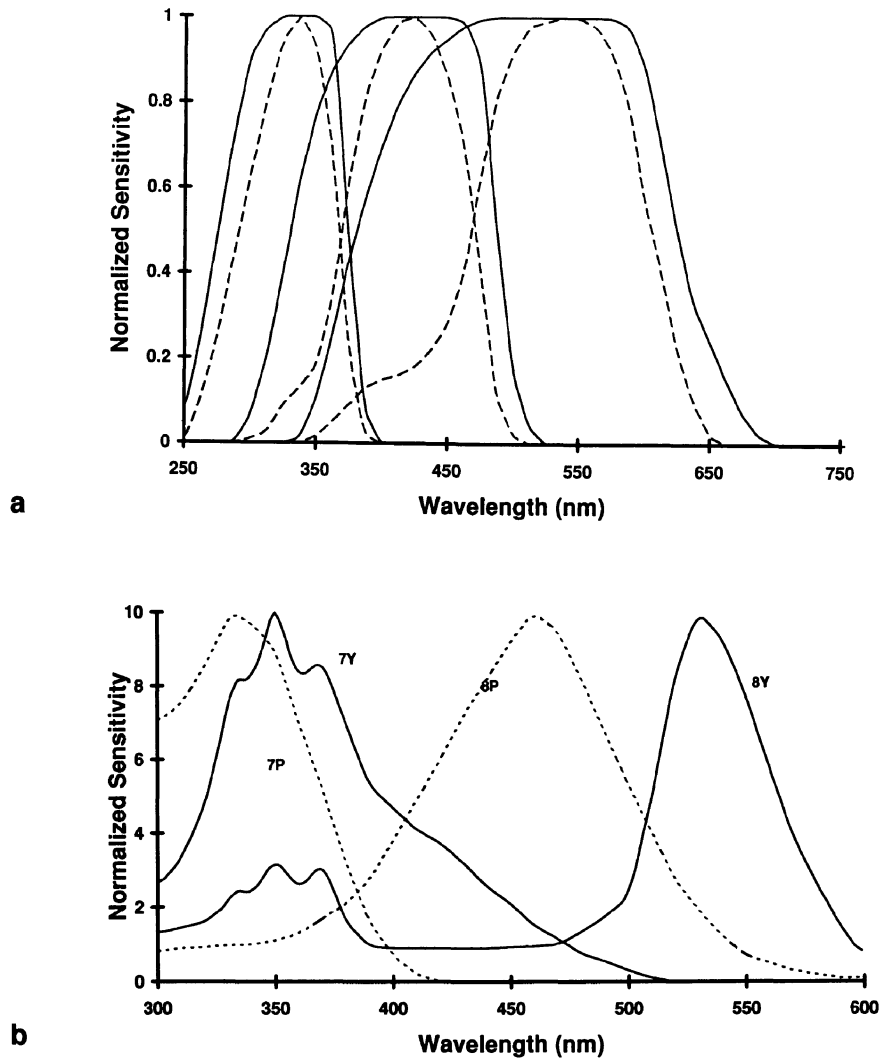 1
0.8
0.6
0.4
0.2
0
Normalized Sensitivity
250 350 450 550 650 750
Wavelength (nm)
a
10
8
6
4
2
0
Normalized Sensitivity
7Y
7P
8P
8Y
300 350 400 450 500 550 600
Wavelength (nm)
b